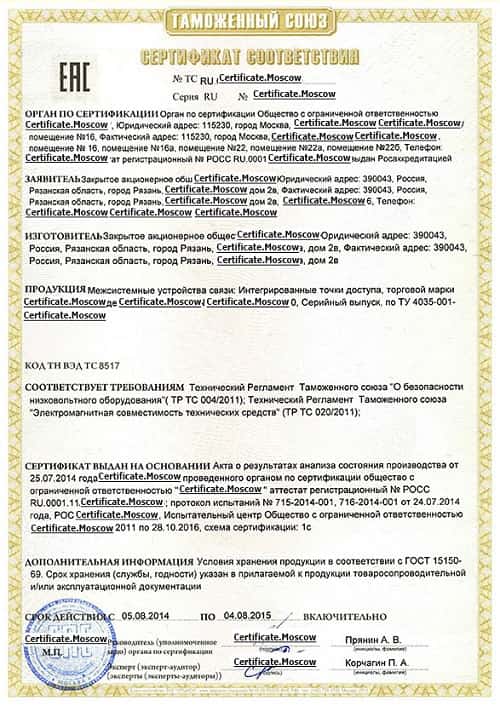 ТАМОЖЕННЫЙ СОЮЗ
СЕРТИФИКАТ СООТВЕТСТВИЯ
ЕАС
№ ТС RU Certificate.Moscow
Серия RU № Certificate.Moscow
ОРГАН ПО СЕРТИФИКАЦИИ Орган по сертификации Общество с ограниченной ответственностью
Certificate.Moscow, Юридический адрес: 115230, город Москва, Certificate.Moscow Certificate.Moscow,
помещение №16, Фактический адрес: 115230, город Москва, Certificate.Moscow Certificate.Moscow,
помещение № 16, помещение №16а, помещение №22, помещение №22а, помещение №22б, Телефон:
Certificate.Moscow ат регистрационный № РОСС RU.0001 Certificate.Moscow выдан Росаккредитацией
ЗАЯВИТЕЛЬ Закрытое акционерное общ Certificate.Moscow Юридический адрес: 390043, Россия,
Рязанская область, город Рязань, Certificate.Moscow дом 2в, Фактический адрес: 390043, Россия,
Рязанская область, город Рязань, Certificate.Moscow дом 2в, Certificate.Moscow 6, Телефон:
Certificate.Moscow Certificate.Moscow Certificate.Moscow
ИЗГОТОВИТЕЛЬ Закрытое акционерное общес Certificate.Moscow Юридический адрес: 390043,
Россия, Рязанская область, город Рязань, Certificate.Moscow, дом 2в, Фактический адрес: 390043,
Россия, Рязанская область, город Рязань, Certificate.Moscow, дом 2в
ПРОДУКЦИЯ Межсистемные устройства связи: Интегрированные точки доступа, торговой марки
Certificate.Moscow де Certificate.Moscow Certificate.Moscow 0, Серийный выпуск, по ТУ 4035-001-
Certificate.Moscow
КОД ТН ВЭД ТС 8517
СООТВЕТСТВУЕТ ТРЕБОВАНИЯМ Технический Регламент Таможенного союза "О безопасности
низковольтного оборудования"( ТР ТС 004/2011); Технический Регламент Таможенного союза
"Электромагнитная совместимость технических средств" (ТР ТС 020/2011);
СЕРТИФИКАТ ВЫДАН НА ОСНОВАНИИ Акта о результатах анализа состояния производства от
25.07.2014 года Certificate.Moscow проведенного органом по сертификации общество с
ограниченной ответственностью "Certificate.Moscow" аттестат регистрационный № РОСС
RU.0001.11 Certificate.Moscow; протокол испытаний № 715-2014-001, 716-2014-001 от 24.07.2014
года, РОС Certificate.Moscow, Испытательный центр Общество с ограниченной ответственностью
Certificate.Moscow 2011 по 28.10.2016, схема сертификации: 1с
ДОПОЛНИТЕЛЬНАЯ ИНФОРМАЦИЯ Условия хранения продукции в соответствии с ГОСТ 15150-
69. Срок хранения (службы, годности) указан в прилагаемой к продукции товаросопроводительной
и/или эксплуатационной документации
СРОК ДЕЙСТВИЯ С 05.08.2014 ПО 04.08.2015 ВКЛЮЧИТЕЛЬНО
Certificate.Moscow
М.П.
Руководитель (уполномоченное
лицо) органа по сертификации
Certificate.Moscow
(подпись)
Прянин А. В.
Эксперт (эксперт-аудитор)
(эксперты (эксперты-аудиторы))
Certificate.Moscow
(подпись)
Корчагин П. А.
МОСКВА